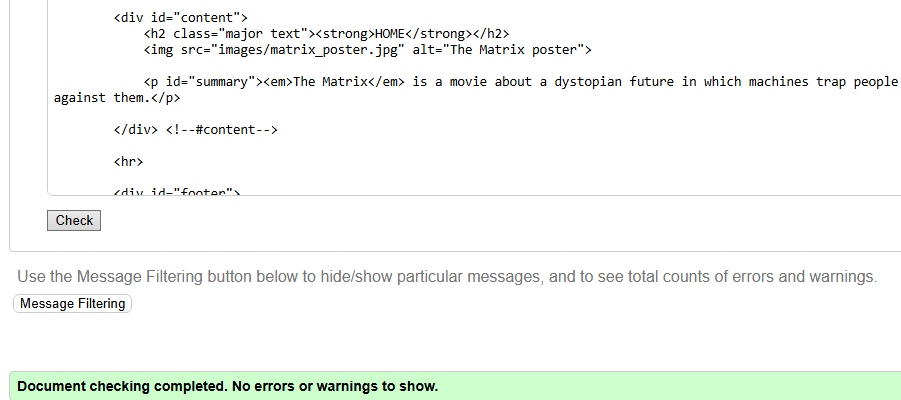 <div id="content">
<h2 class="major text"><strong>HOME</strong></h2>
<img src="images/matrix_poster.jpg" alt="The Matrix poster">
<p id="summary"><em>The Matrix</em> is a movie about a dystopian future in which machines trap people
against them.</p>
</div> <!--#content-->
<hr>
<div id="footer">
Check
Use the Message Filtering button below to hide/show particular messages, and to see total counts of errors and warnings.
Message Filtering
Document checking completed. No errors or warnings to show.